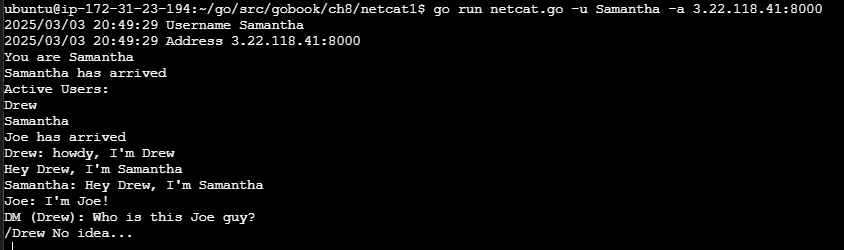 ubuntu@ip-172-31-23-194:~/go/src/gobook/ch8/netcat1$ go run netcat.go -u Samantha -a 3.22.118.41:8000
2025/03/03 20:49:29 Username Samantha
2025/03/03 20:49:29 Address 3.22.118.41:8000
You are Samantha
Samantha has arrived
Active Users:
Drew
Samantha
Joe has arrived
Drew: howdy, I'm Drew
Hey Drew, I'm Samantha
Samantha: Hey Drew, I'm Samantha
Joe: I'm Joe!
DM (Drew): Who is this Joe guy?
/Drew No idea...